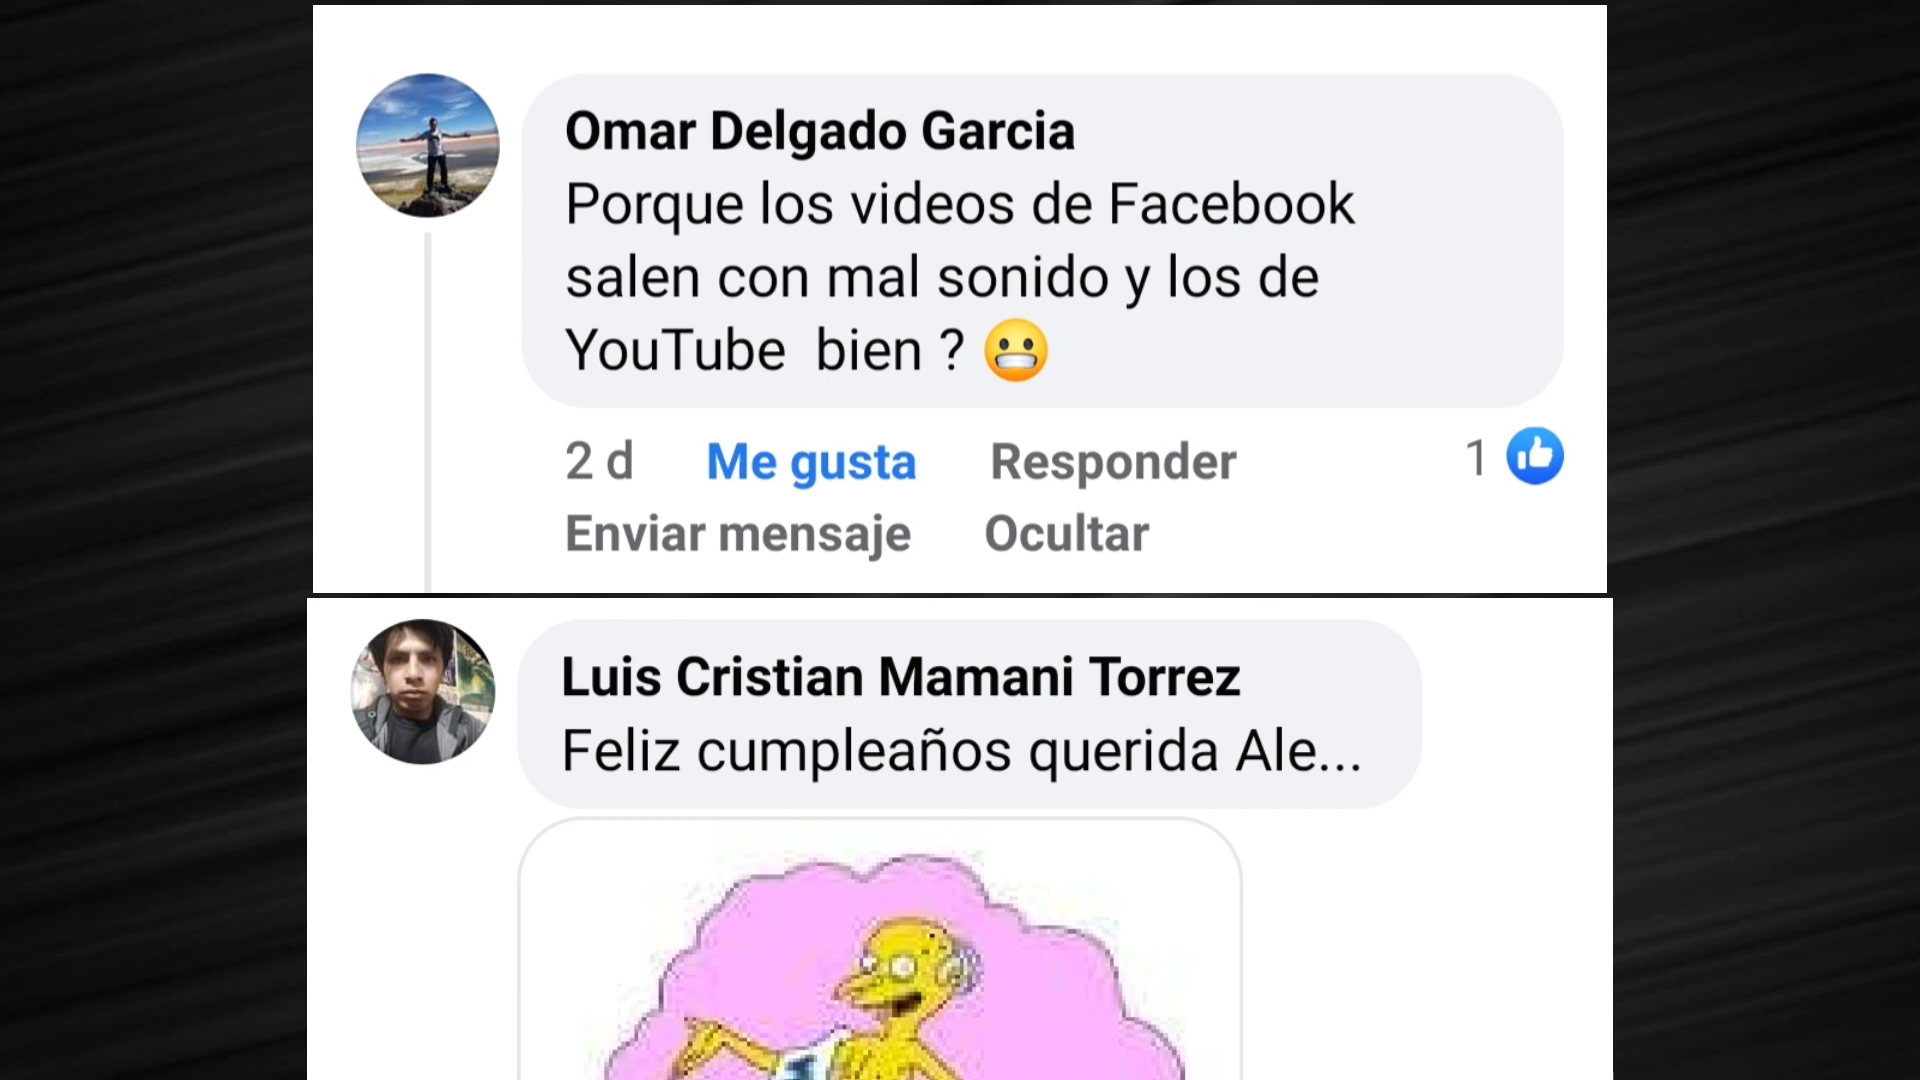 Omar Delgado Garcia
Porque los videos de Facebook
salen con mal sonido y los de
YouTube  bien ? 😬
2 d Me gusta Responder 1
Enviar mensaje Ocultar
Luis Cristian Mamani Torrez
Feliz cumpleaños querida Ale...